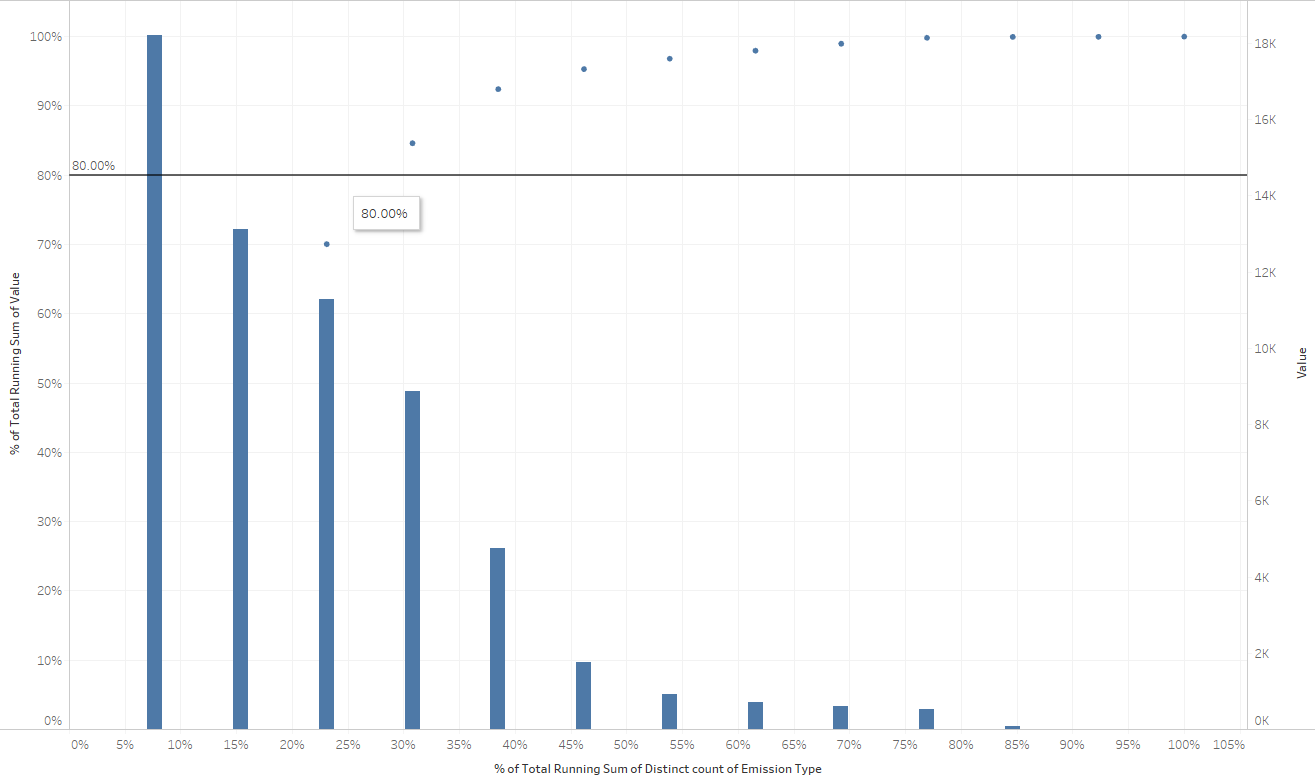 100%
90%
80%
70%
60%
50%
40%
30%
20%
10%
0%
% of Total Running Sum of Value
80.00%
80.00%
18K
16K
14K
12K
10K
8K
6K
4K
2K
0K
Value
0% 5% 10% 15% 20% 25% 30% 35% 40% 45% 50% 55% 60% 65% 70% 75% 80% 85% 90% 95% 100% 105%
% of Total Running Sum of Distinct count of Emission Type